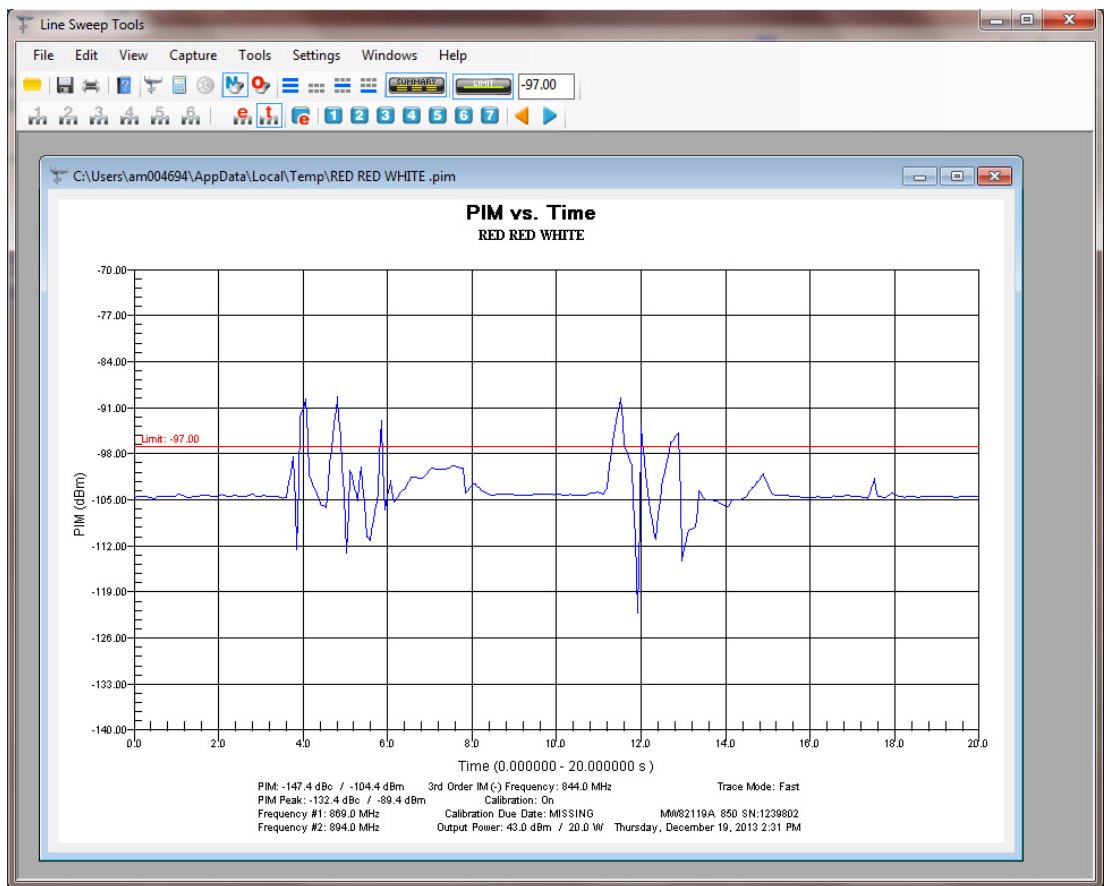 Line Sweep Tools
File Edit View Capture Tools Settings Windows Help
SUMMARY LIMIT -97.00
1 2 3 4 5 6 e t e 1 2 3 4 5 6 7
C:\Users\am004694\AppData\Local\Temp\RED RED WHITE .pim
PIM vs. Time
RED RED WHITE
-70.00
-77.00
-84.00
-91.00
Limit: -97.00
-98.00
-105.00
-112.00
-119.00
-126.00
-133.00
-140.00
PIM (dBm)
0.0 2.0 4.0 6.0 8.0 10.0 12.0 14.0 16.0 18.0 20.0
Time (0.000000 - 20.000000 s )
PIM: -147.4 dBc / -104.4 dBm 3rd Order IM (-) Frequency: 844.0 MHz Trace Mode: Fast
PIM Peak: -132.4 dBc / -89.4 dBm Calibration: On
Frequency #1: 869.0 MHz Calibration Due Date: MISSING MW82119A 850 SN:1239802
Frequency #2: 894.0 MHz Output Power: 43.0 dBm / 20.0 W Thursday, December 19, 2013 2:31 PM